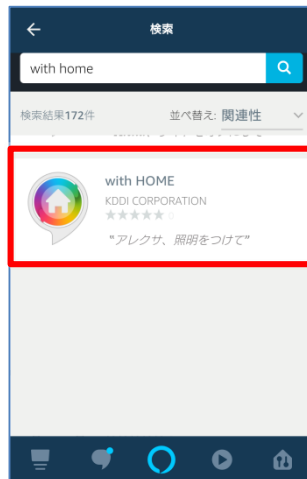 検索
with home
検索結果172件
並べ替え: 関連性
with HOME
KDDI CORPORATION
★★★★★ 0
"アレクサ、照明をつけて"